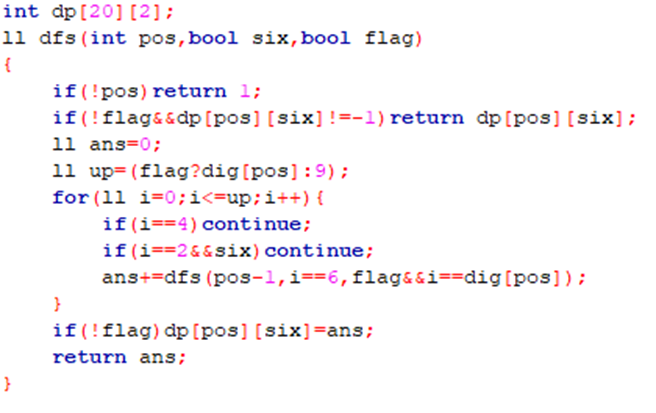 int dp[20][2];
ll dfs(int pos,bool six,bool flag)
{
    if(!pos)return 1;
    if(!flag&&dp[pos][six]!=-1)return dp[pos][six];
    ll ans=0;
    ll up=(flag?dig[pos]:9);
    for(ll i=0;i<=up;i++){
        if(i==4)continue;
        if(i==2&&six)continue;
        ans+=dfs(pos-1,i==6,flag&&i==dig[pos]);
    }
    if(!flag)dp[pos][six]=ans;
    return ans;
}